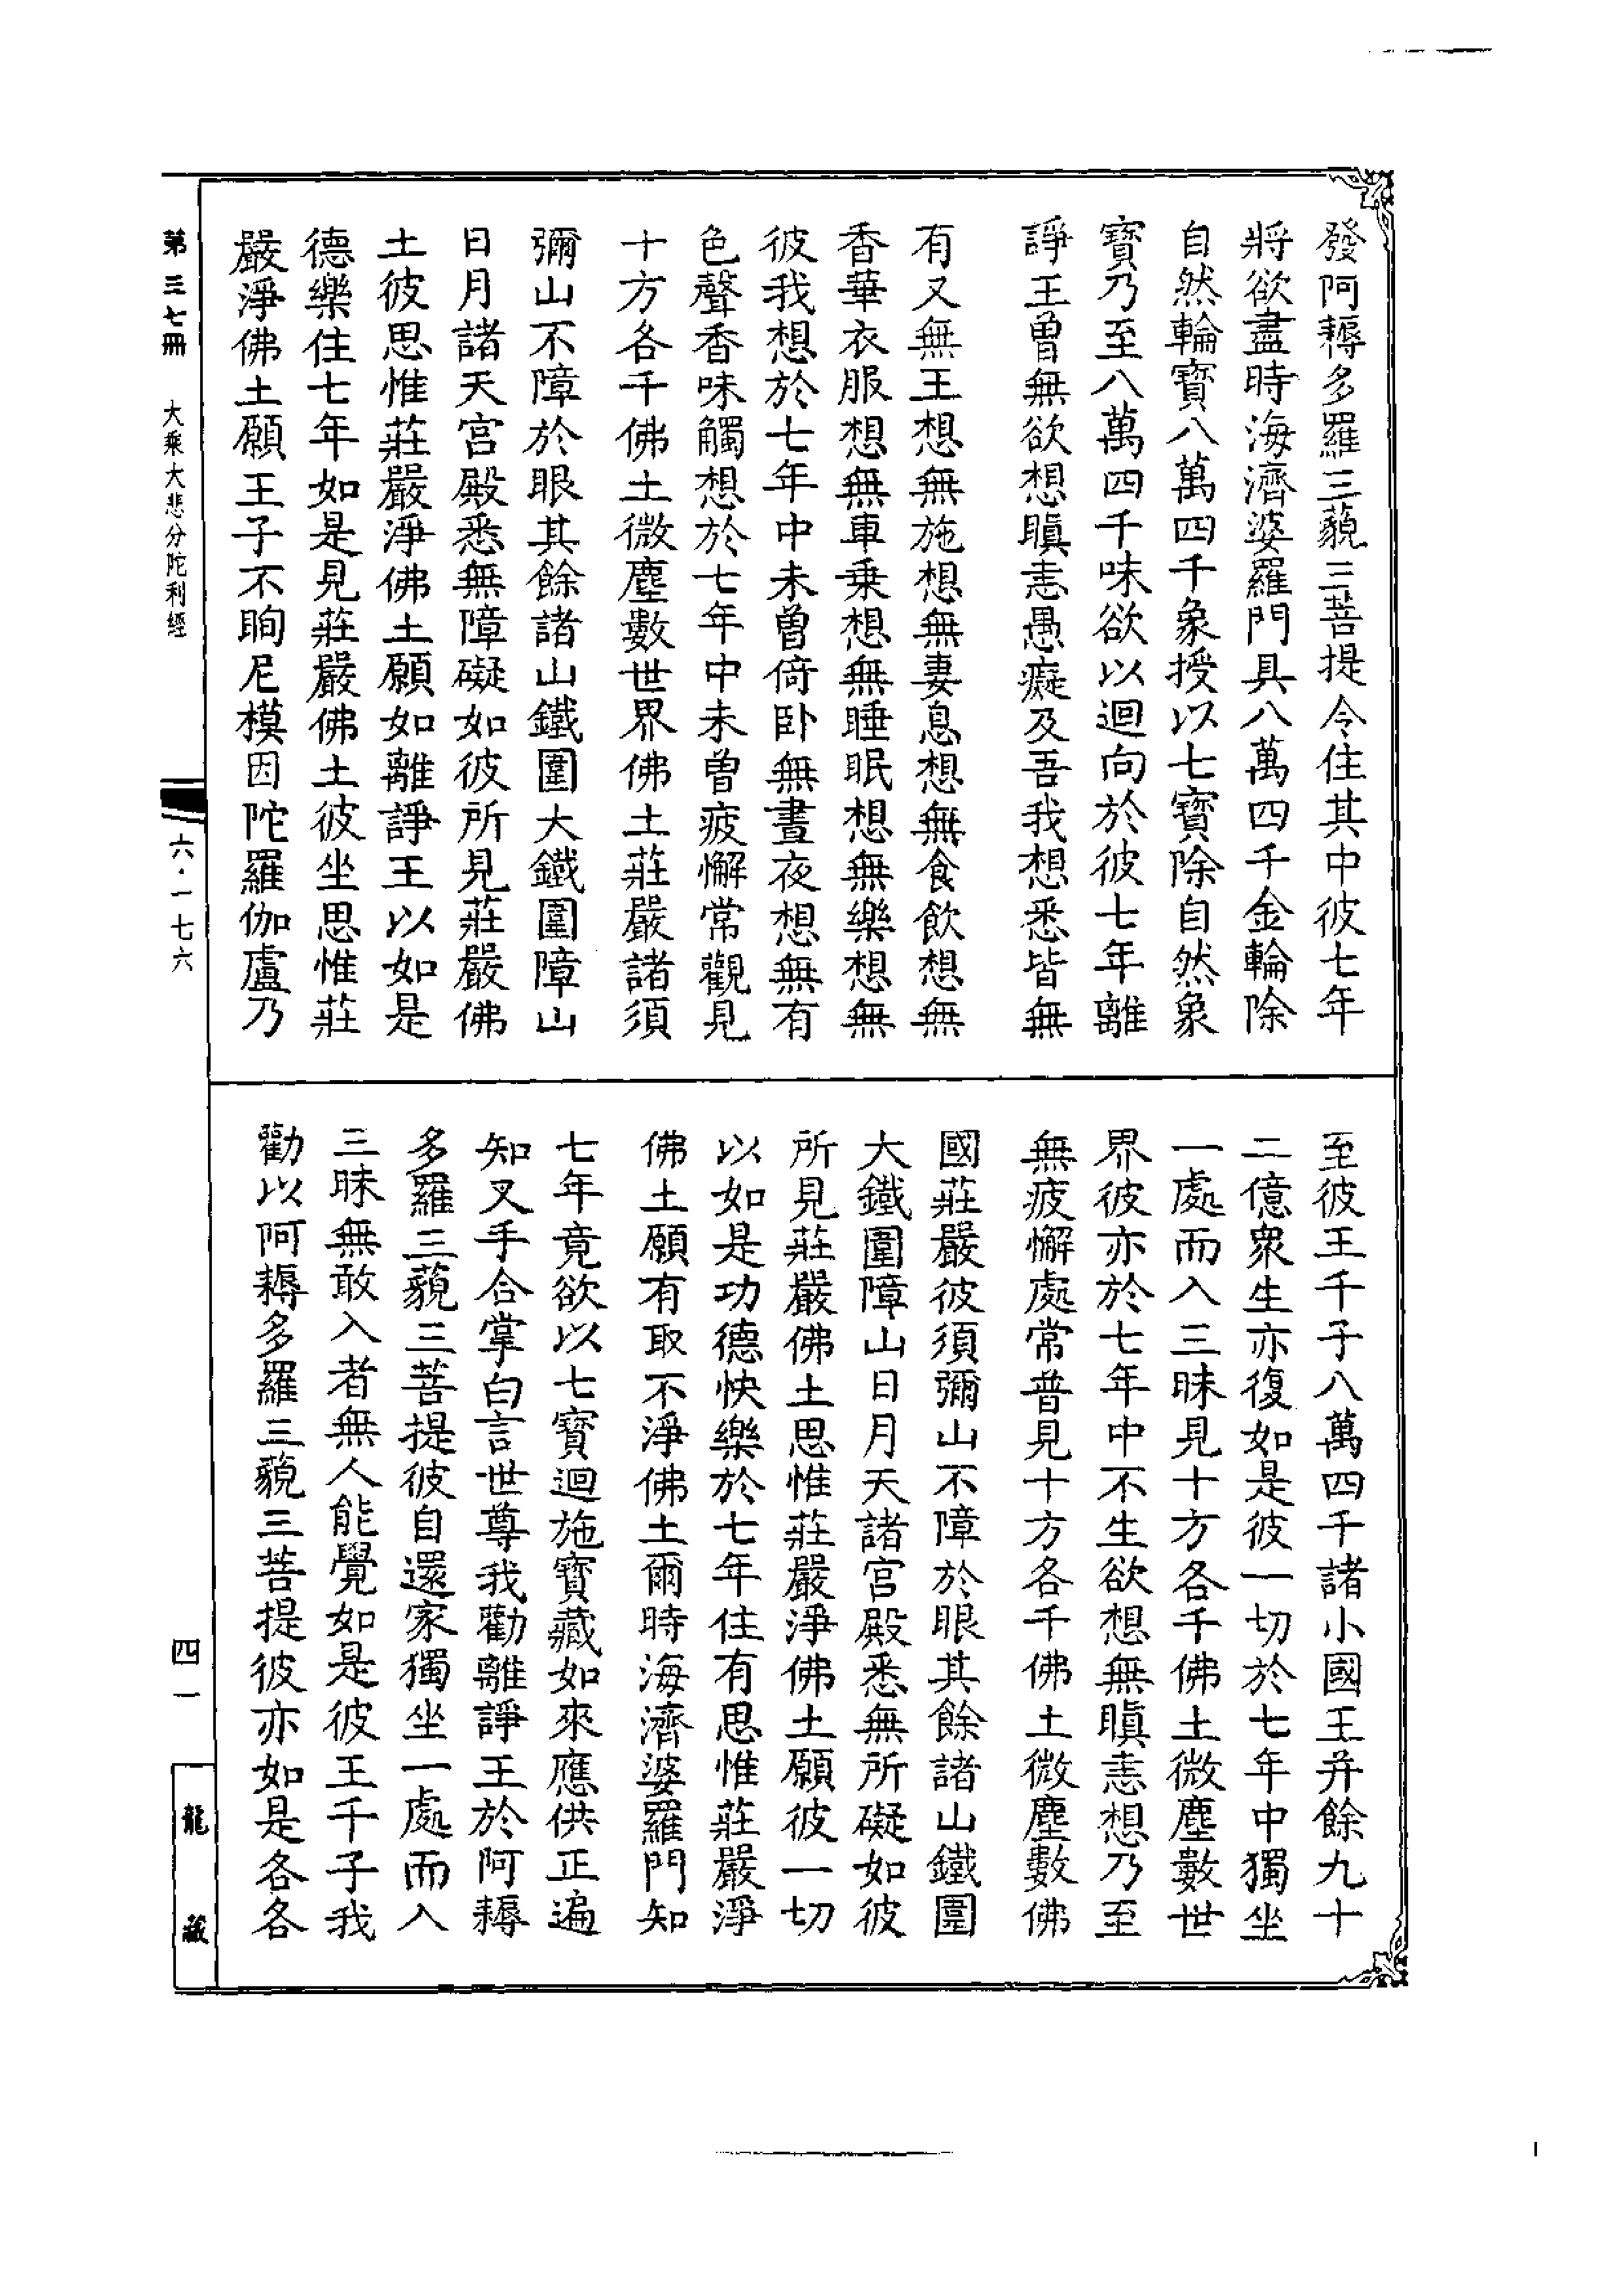 發阿耨多羅三藐三菩提令住其中彼七年
將欲盡時海濟婆羅門具八萬四千金輪除
自然輪寶八萬四千象授以七寶除自然象
寶乃至八萬四千味欲以迴向於彼七年離
諍王曾無欲想瞋恚愚癡及吾我想悉皆無
有又無王想無施想無妻息想無食飲想無
香華衣服想無車乗想無睡眠想無樂想無
彼我想於七年中未曾倚卧無晝夜想無有
色聲香味觸想於七年中未曾疲懈常觀見
十方各千佛土微塵數世界佛土莊嚴諸須
彌山不障於眼其餘諸山鐵圍大鐵圍障山
日月諸天宮殿悉無障礙如彼所見莊嚴佛
土彼思惟莊嚴淨佛土願如離諍王以如是
德樂住七年如是見莊嚴佛土彼坐思惟莊
嚴淨佛土願王子不眴尼模因陀羅伽盧乃
至彼王千子八萬四千諸小國王并餘九十
二億衆生亦復如是彼一切於七年中獨坐
一處而入三昧見十方各千佛土微塵數世
界彼亦於七年中不生欲想無瞋恚想乃至
無疲懈處常普見十方各千佛土微塵數佛
國莊嚴彼須彌山不障於眼其餘諸山鐵圍
大鐵圍障山日月天諸宮殿悉無所礙如彼
所見莊嚴佛土思惟莊嚴淨佛土願彼一切
以如是功德快樂於七年住有思惟莊嚴淨
佛土願有取不淨佛土爾時海濟婆羅門知
七年竟欲以七寶迴施寶藏如來應供正遍
知叉手合掌白言世尊我勸離諍王於阿耨
多羅三藐三菩提彼自還家獨坐一處而入
三昧無敢入者無人能覺如是彼王千子我
勸以阿耨多羅三藐三菩提彼亦如是各各
第三七冊　大乘大悲分陀利經
六·一七六
四一
龍藏